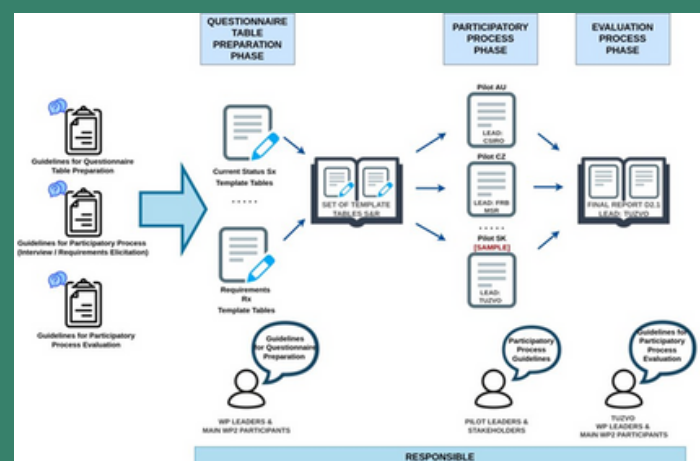 QUESTIONNAIRE
TABLE
PREPARATION
PHASE
PARTICIPATORY
PROCESS
PHASE
EVALUATION
PROCESS
PHASE
Guidelines for Questionnaire
Table Preparation
Guidelines for Participatory Process
(Interview / Requirements Elicitation)
Guidelines for Participatory
Process Evaluation
Current Status Sx
Template Tables
.....
Requirements
Rx
Template Tables
SET OF TEMPLATE
TABLES S&R
Pilot AU
LEAD:
CSIRO
Pilot CZ
LEAD: FRB
MSR
......
Pilot SK
[SAMPLE]
LEAD:
TUZVO
FINAL REPORT D2.1
LEAD: TUZVO
Guidelines
for Questionnaire
Preparation
WP LEADERS &
MAIN WP2 PARTICIPANTS
Participatory
Process
Guidelines
PILOT LEADERS &
STAKEHOLDERS
Guidelines for
Participatory
Process
Evaluation
TUZVO
WP LEADERS &
MAIN WP2 PARTICIPANTS
RESPONSIBLE